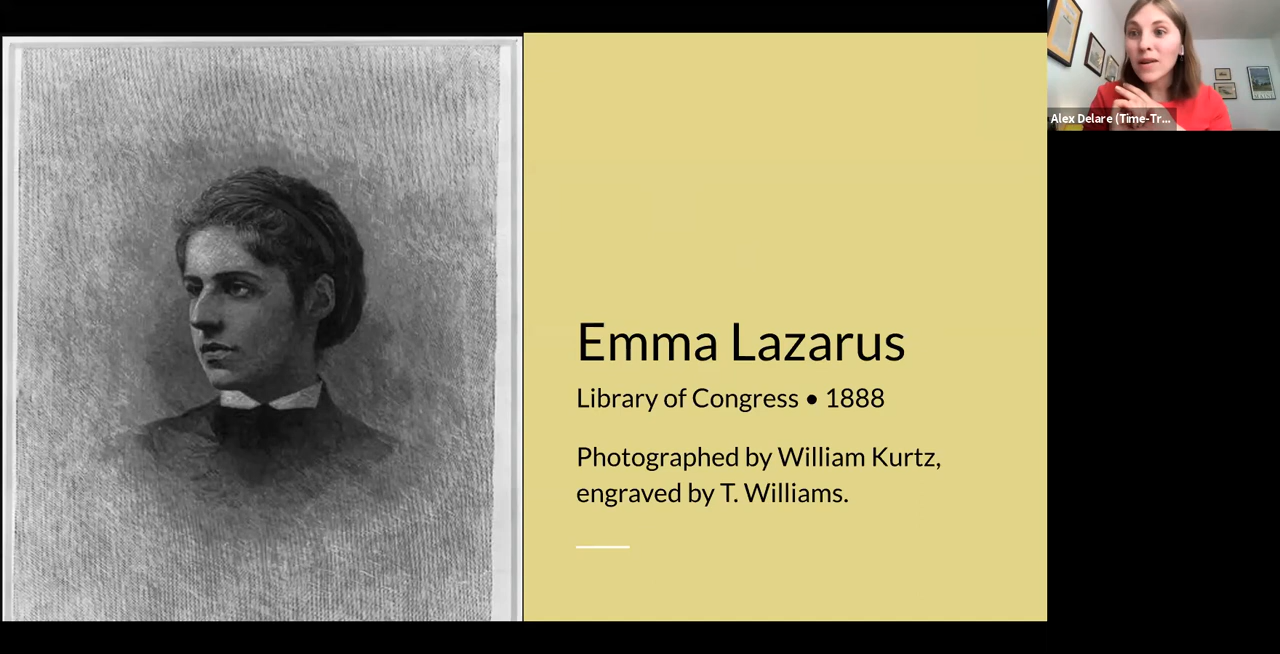 Emma Lazarus
Library of Congress • 1888
Photographed by William Kurtz,
engraved by T. Williams.
Alex Delare (Time-Tr...